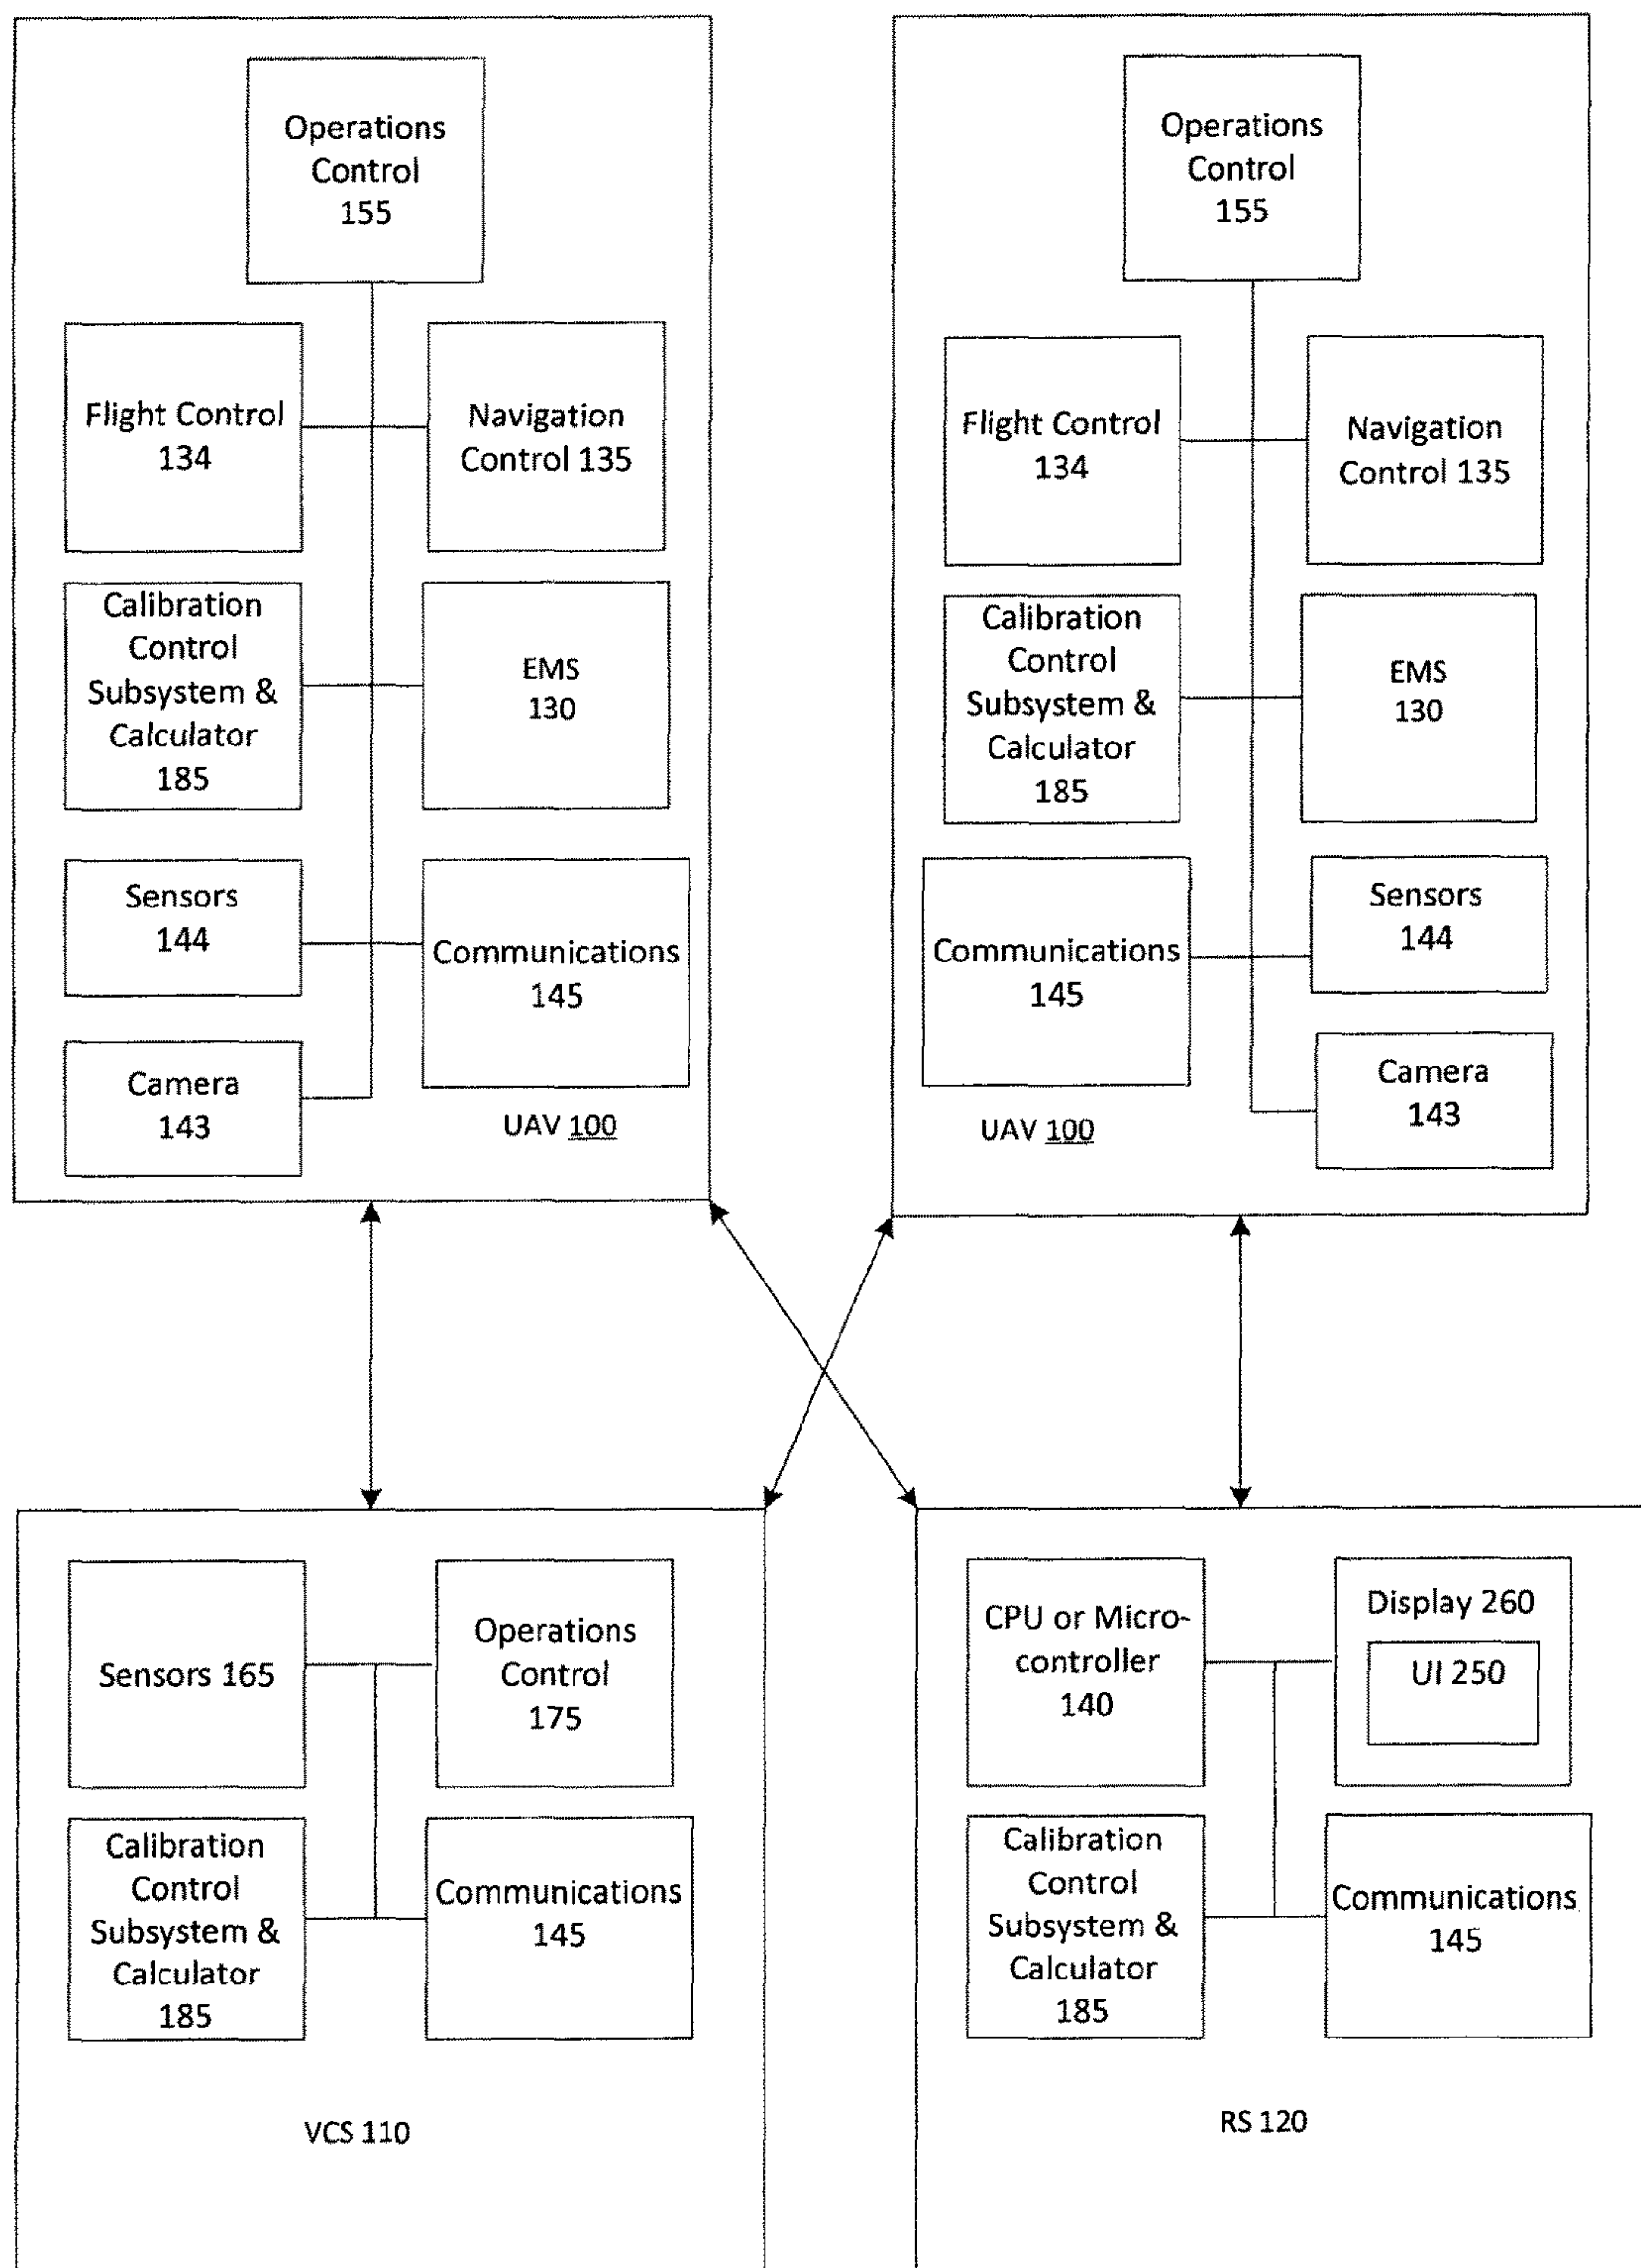 Operations
Control
155
Flight Control
134
Navigation
Control 135
Calibration
Control
Subsystem &
Calculator
185
EMS
130
Sensors
144
Communications
145
Camera
143
UAV 100
Operations
Control
155
Flight Control
134
Navigation
Control 135
Calibration
Control
Subsystem &
Calculator
185
EMS
130
Communications
145
Sensors
144
Camera
143
UAV 100
Sensors 165
Operations
Control
175
Calibration
Control
Subsystem &
Calculator
185
Communications
145
VCS 110
CPU or Micro-
controller
140
Display 260
UI 250
Calibration
Control
Subsystem &
Calculator
185
Communications
145
RS 120